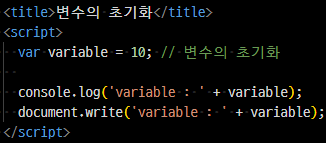 <title>변수의 초기화</title>
<script>
var variable = 10; // 변수의 초기화
console.log('variable : ' + variable);
document.write('variable : ' + variable);
</script>